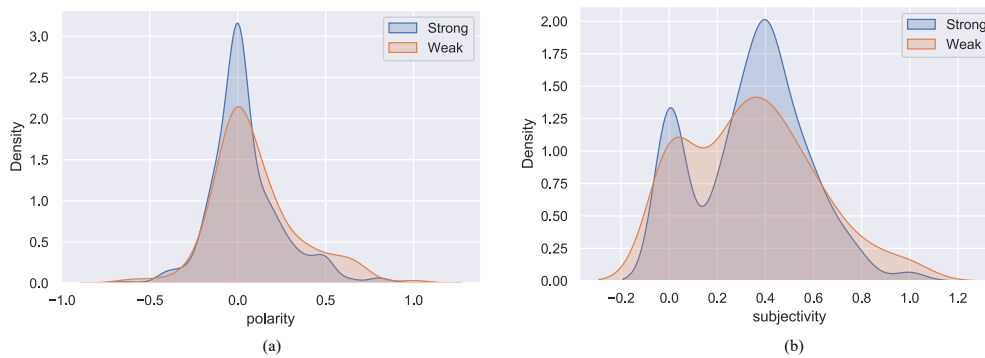 3.0
2.5
2.0
1.5
1.0
0.5
0.0
Density
−1.0 −0.5 0.0 0.5 1.0
polarity
Strong
Weak
(a)
2.00
1.75
1.50
1.25
1.00
0.75
0.50
0.25
0.00
Density
−0.2 0.0 0.2 0.4 0.6 0.8 1.0 1.2
subjectivity
Strong
Weak
(b)